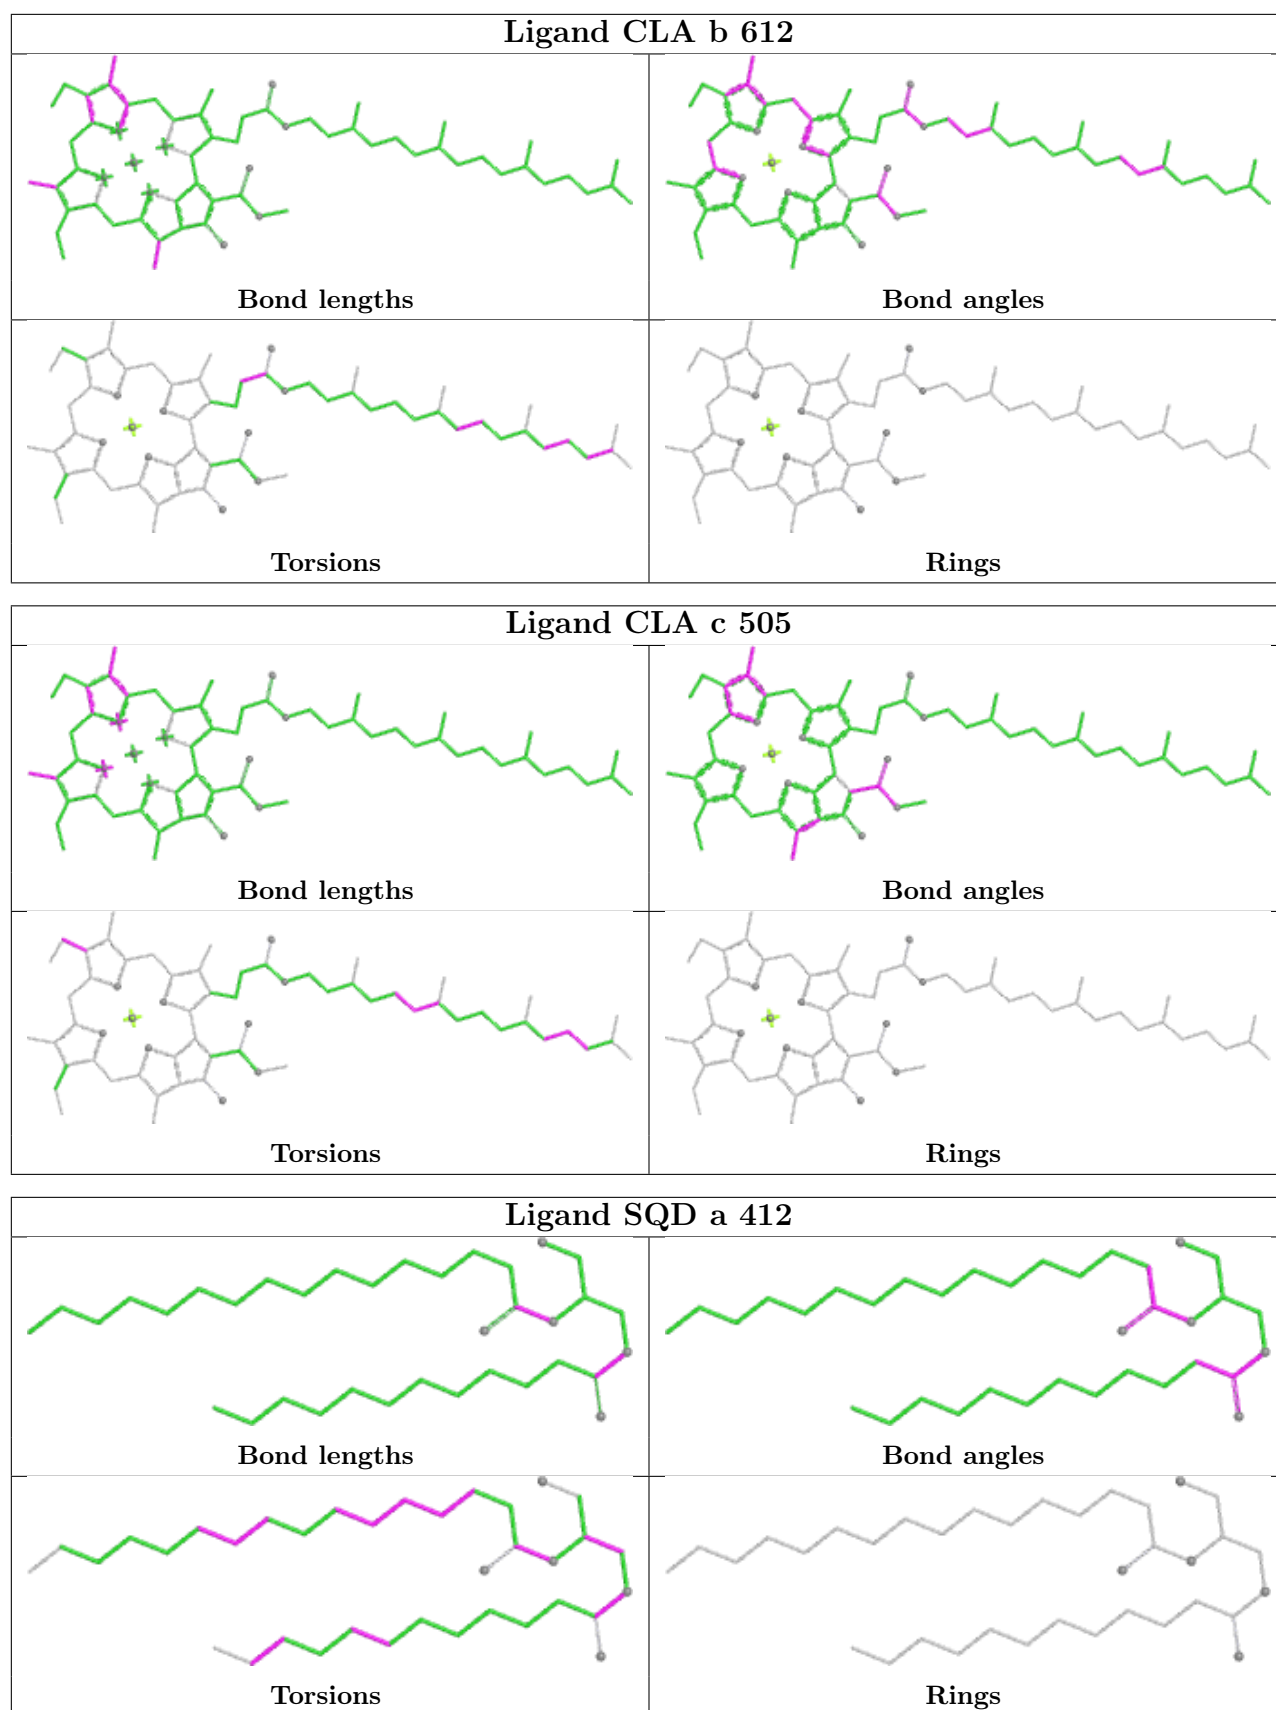 Ligand CLA b 612
Bond lengths
Bond angles
Torsions
Rings
Ligand CLA c 505
Bond lengths
Bond angles
Torsions
Rings
Ligand SQD a 412
Bond lengths
Bond angles
Torsions
Rings